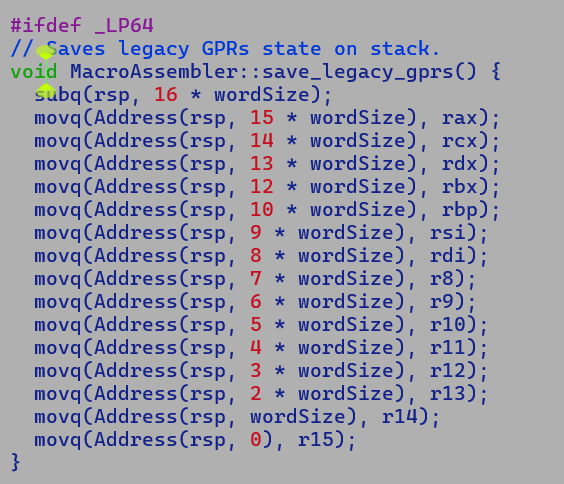 #ifdef _LP64
// Saves legacy GPRs state on stack.
void MacroAssembler::save_legacy_gprs() {
  subq(rsp, 16 * wordSize);
  movq(Address(rsp, 15 * wordSize), rax);
  movq(Address(rsp, 14 * wordSize), rcx);
  movq(Address(rsp, 13 * wordSize), rdx);
  movq(Address(rsp, 12 * wordSize), rbx);
  movq(Address(rsp, 10 * wordSize), rbp);
  movq(Address(rsp, 9 * wordSize), rsi);
  movq(Address(rsp, 8 * wordSize), rdi);
  movq(Address(rsp, 7 * wordSize), r8);
  movq(Address(rsp, 6 * wordSize), r9);
  movq(Address(rsp, 5 * wordSize), r10);
  movq(Address(rsp, 4 * wordSize), r11);
  movq(Address(rsp, 3 * wordSize), r12);
  movq(Address(rsp, 2 * wordSize), r13);
  movq(Address(rsp, wordSize), r14);
  movq(Address(rsp, 0), r15);
}